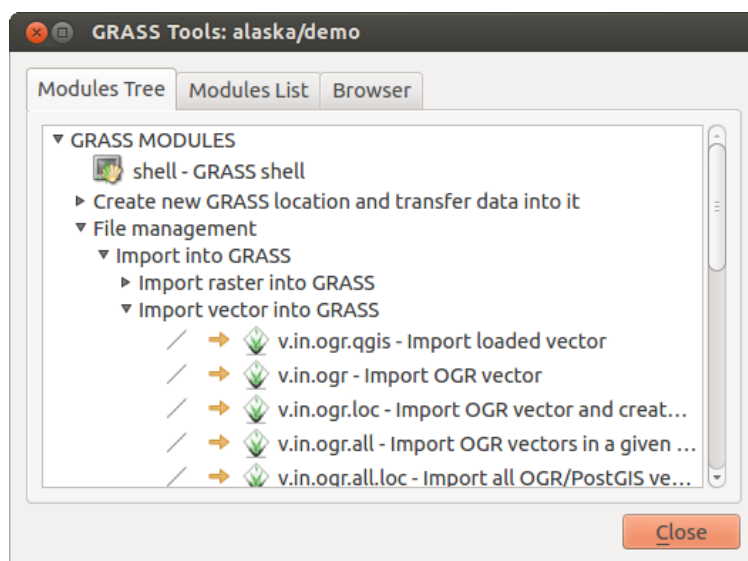 GRASS Tools: alaska/demo
Modules Tree Modules List Browser
GRASS MODULES
shell - GRASS shell
Create new GRASS location and transfer data into it
File management
Import into GRASS
Import raster into GRASS
Import vector into GRASS
v.in.ogr.qgis - Import loaded vector
v.in.ogr - Import OGR vector
v.in.ogr.loc - Import OGR vector and creat...
v.in.ogr.all - Import OGR vectors in a given ...
v.in.ogr.all.loc - Import all OGR/PostGIS ve...
Close